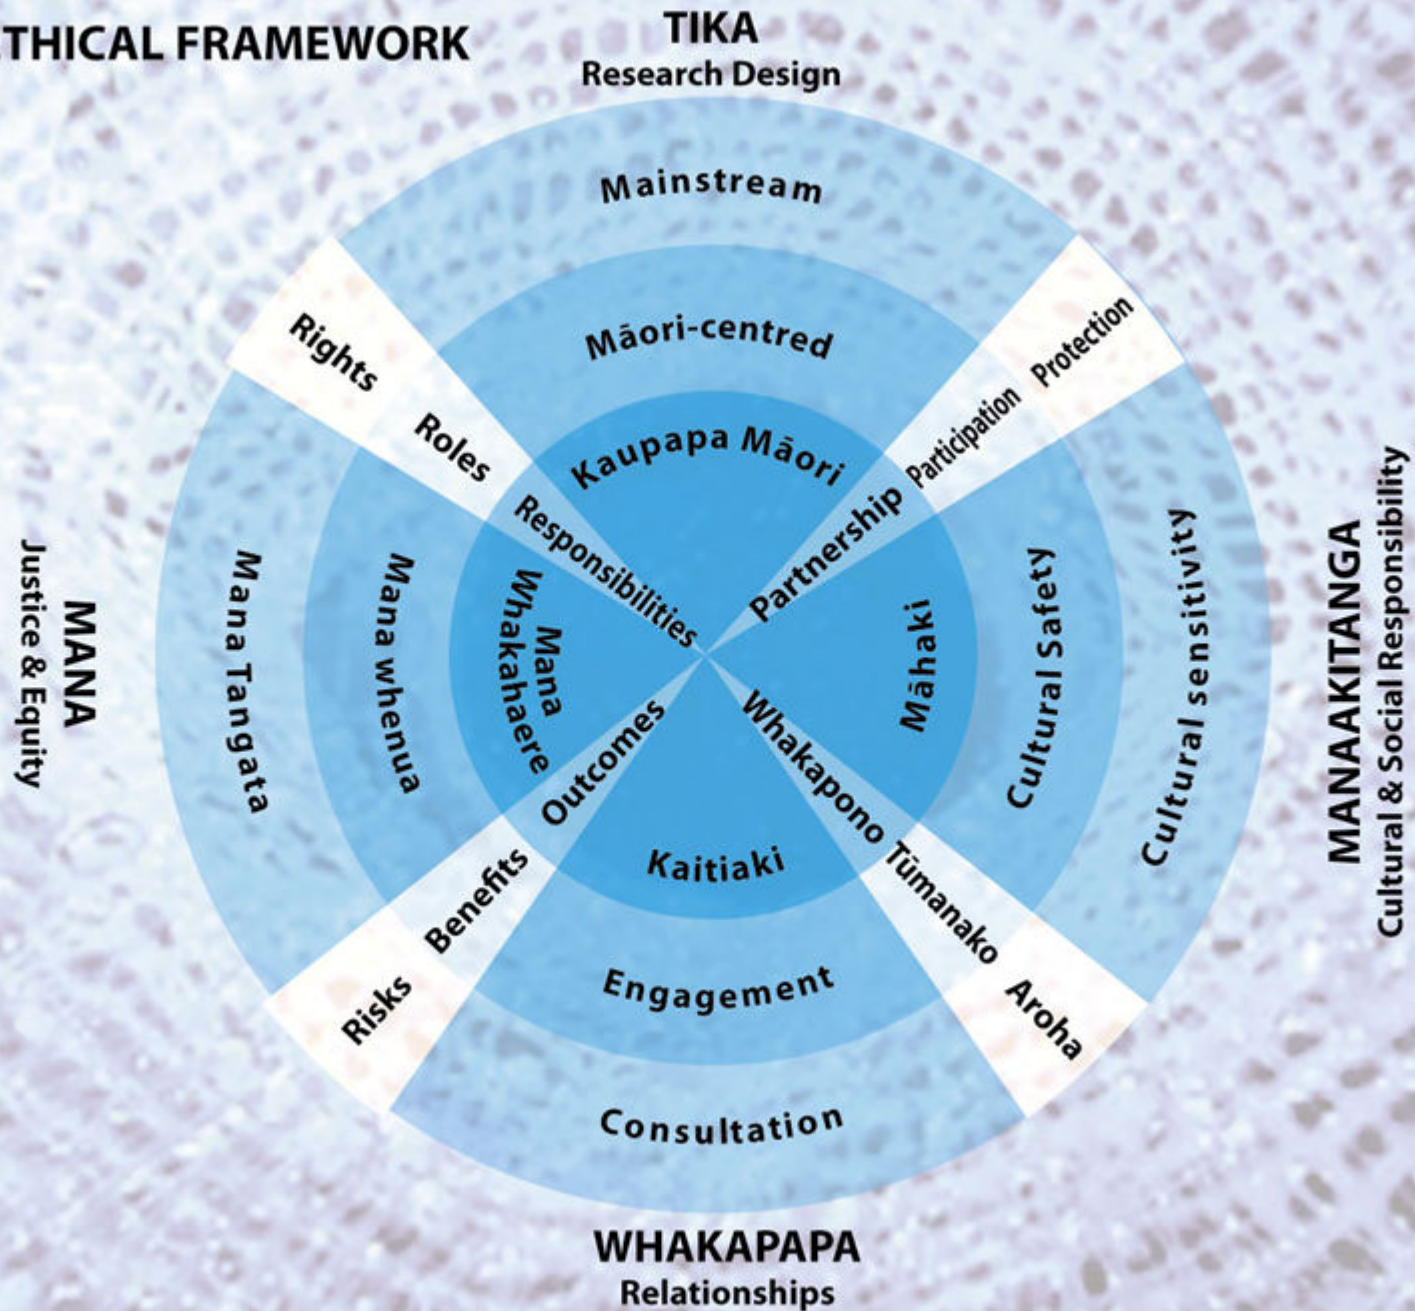 THICAL FRAMEWORK
TIKA
Research Design
Mainstream
Māori-centred
Kaupapa Māori
Rights
Roles
Responsibilities
Protection
Participation
Partnership
MANA
Justice & Equity
Mana Tangata
Mana whenua
Mana
Whakahaere
Māhaki
Cultural Safety
Cultural sensitivity
MANAAKITANGA
Cultural & Social Responsibility
Outcomes
Benefits
Risks
Whakapono
Tūmanako
Aroha
Kaitiaki
Engagement
Consultation
WHAKAPAPA
Relationships